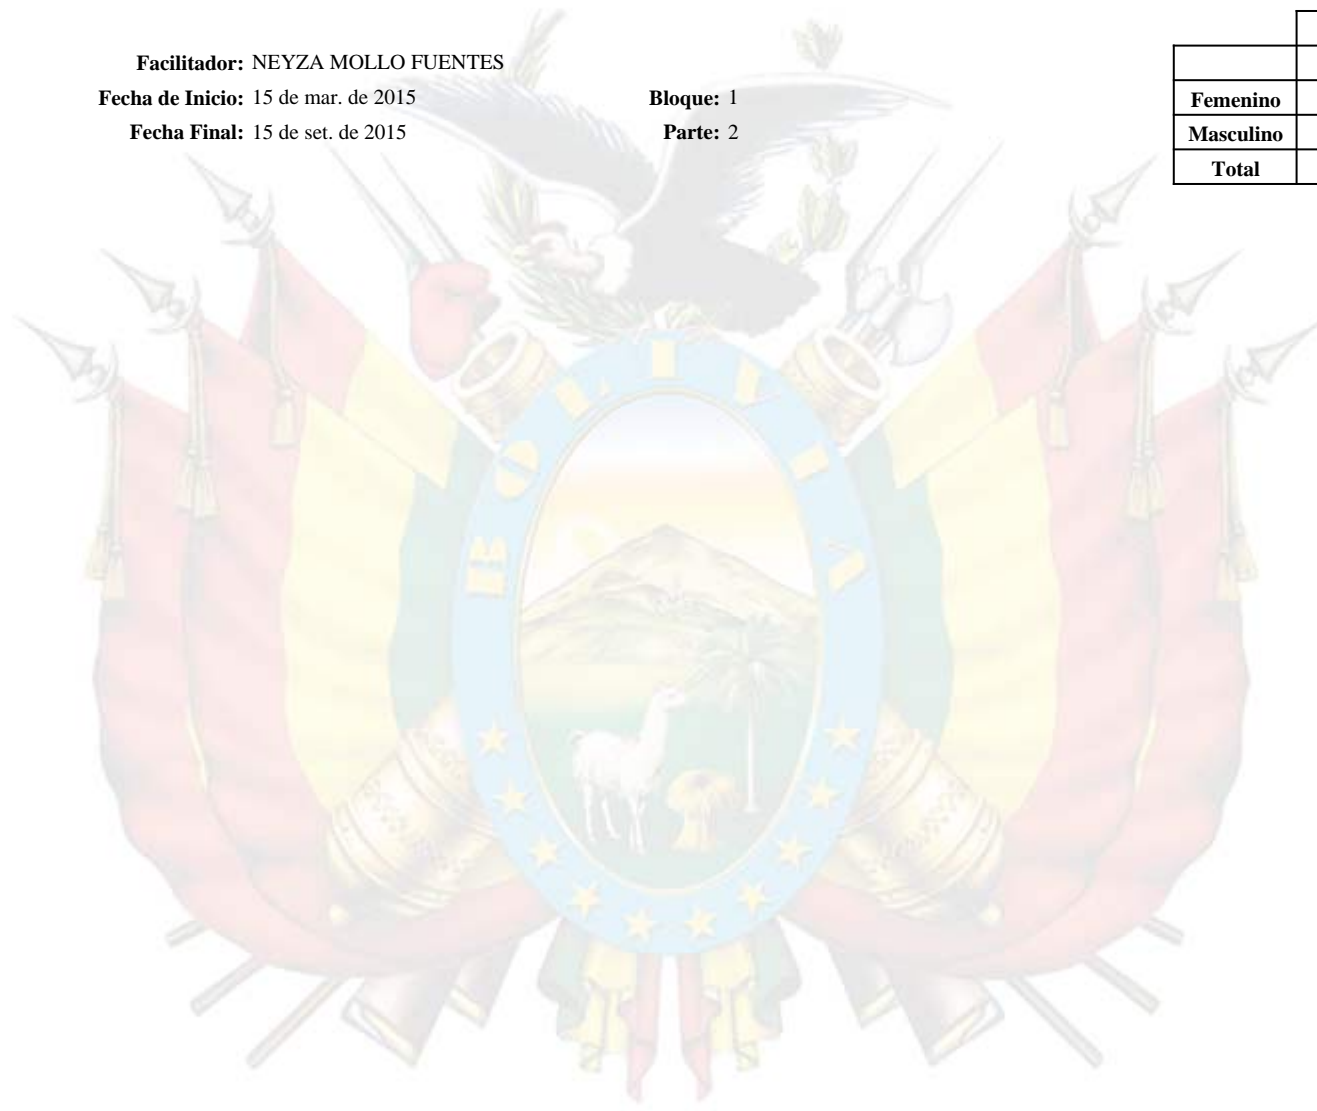 Facilitador: NEYZA MOLLO FUENTES
Fecha de Inicio: 15 de mar. de 2015 Bloque: 1
Fecha Final: 15 de set. de 2015 Parte: 2
Femenino
Masculino
Total
BOLIVIA